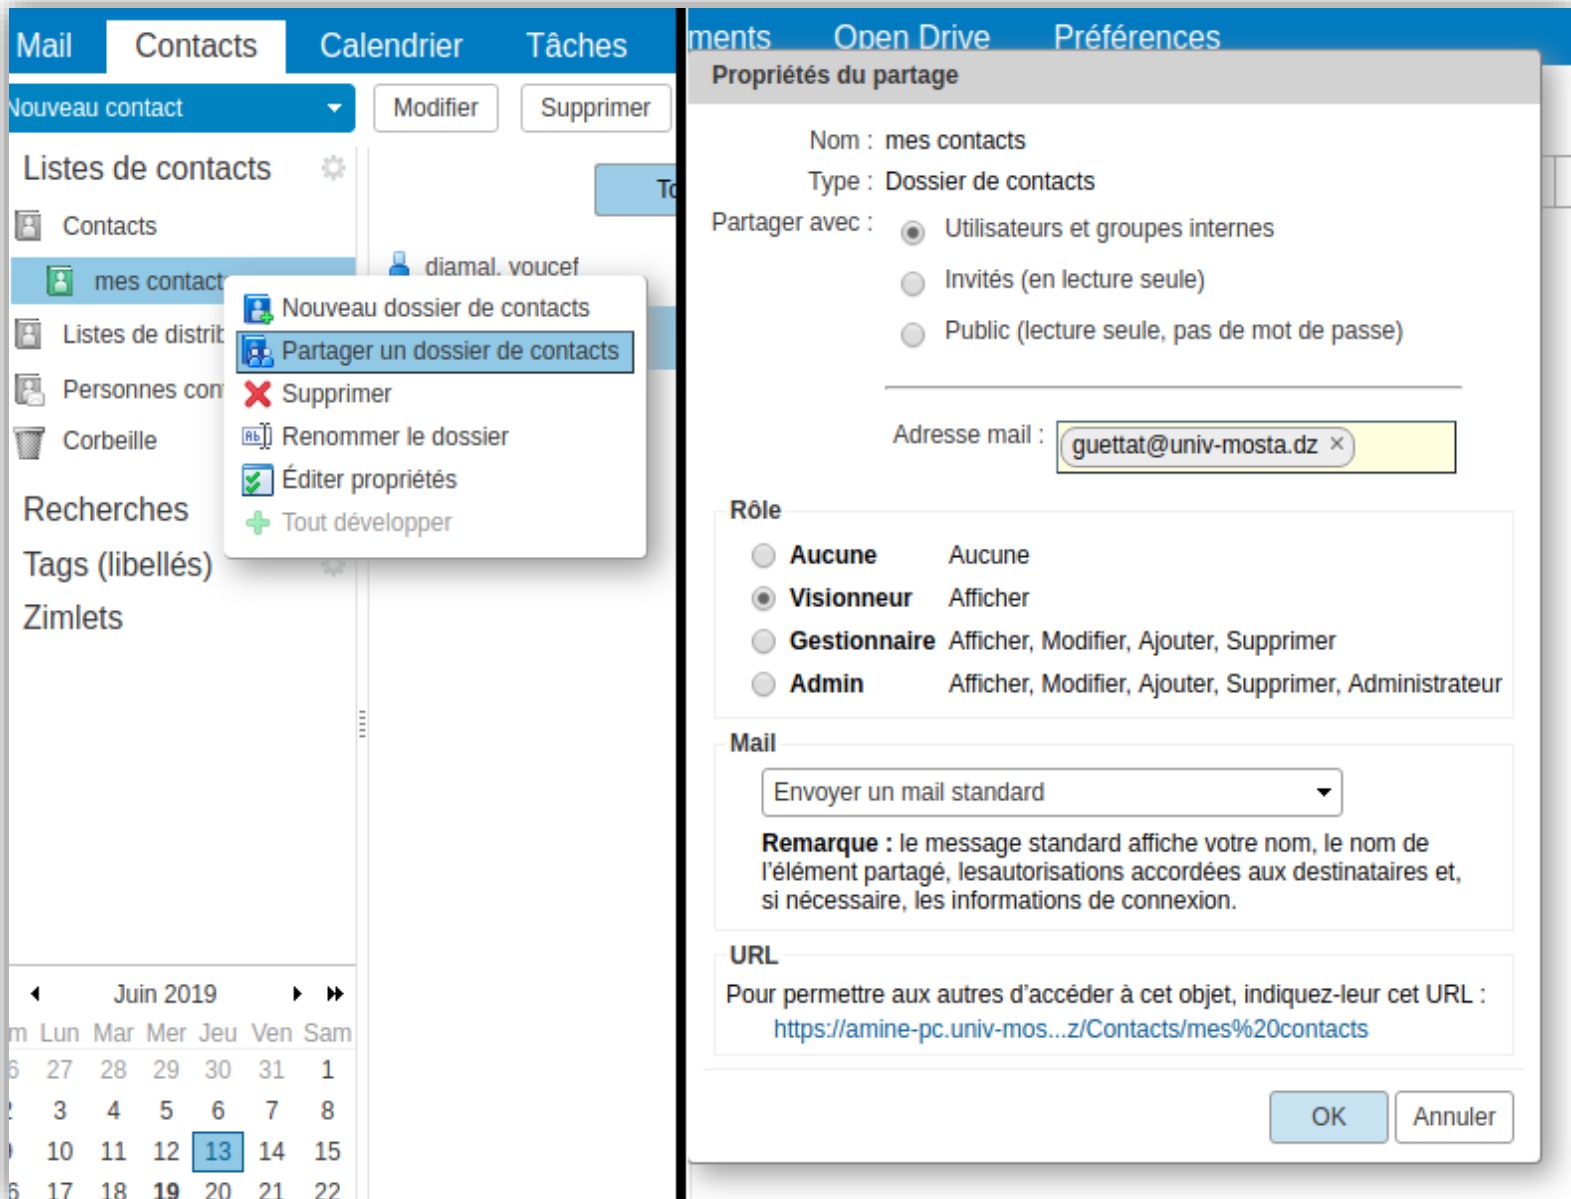 Mail Contacts Calendrier Tâches
Nouveau contact Modifier Supprimer
Listes de contacts
Contacts
mes contact
Listes de distrib
Personnes con
Corbeille
Recherches
Tags (libellés)
Zimlets
djamal, youcef
Nouveau dossier de contacts
Partager un dossier de contacts
Supprimer
Renommer le dossier
Éditer propriétés
Tout développer
Juin 2019
Lun Mar Mer Jeu Ven Sam
27 28 29 30 31 1
3 4 5 6 7 8
10 11 12 13 14 15
17 18 19 20 21 22
ments Open Drive Préférences
Propriétés du partage
Nom : mes contacts
Type : Dossier de contacts
Partager avec : Utilisateurs et groupes internes
Invités (en lecture seule)
Public (lecture seule, pas de mot de passe)
Adresse mail : guettat@univ-mosta.dz ×
Rôle
Aucune Aucune
Visionneur Afficher
Gestionnaire Afficher, Modifier, Ajouter, Supprimer
Admin Afficher, Modifier, Ajouter, Supprimer, Administrateur
Mail
Envoyer un mail standard
Remarque : le message standard affiche votre nom, le nom de
l'élément partagé, lesautorisations accordées aux destinataires et,
si nécessaire, les informations de connexion.
URL
Pour permettre aux autres d'accéder à cet objet, indiquez-leur cet URL :
https://amine-pc.univ-mos...z/Contacts/mes%20contacts
OK Annuler